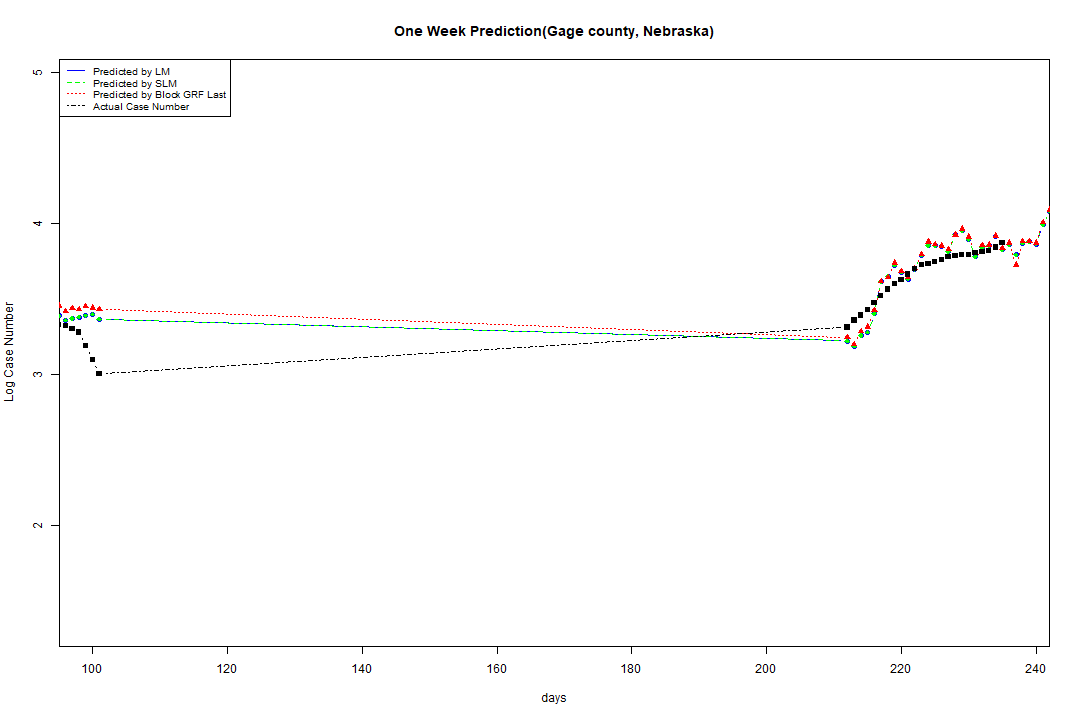 One Week Prediction(Gage county, Nebraska)
Predicted by LM
Predicted by SLM
Predicted by Block GRF Last
Actual Case Number
5
4
3
2
Log Case Number
100 120 140 160 180 200 220 240
days